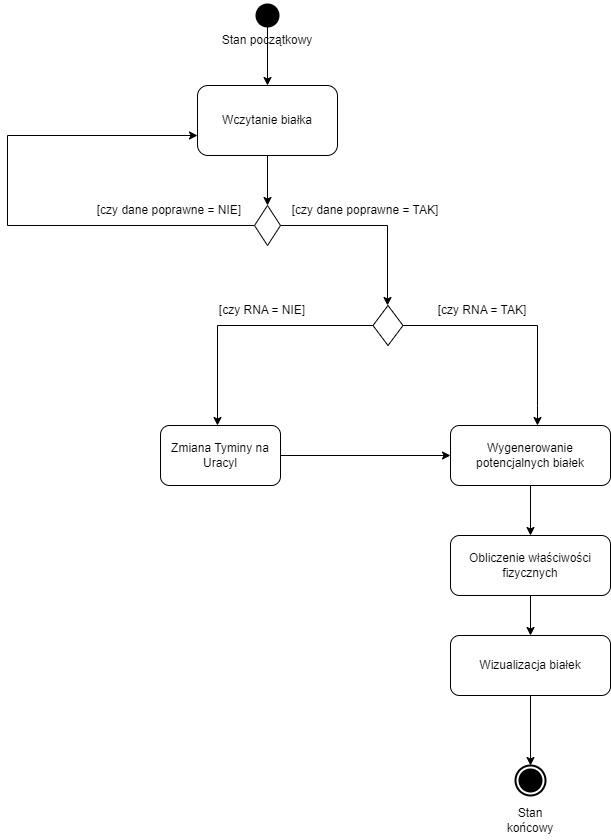 Stan początkowy
Wczytanie białka
[czy dane poprawne = NIE]
[czy dane poprawne = TAK]
[czy RNA = NIE]
[czy RNA = TAK]
Zmiana Tyminy na
Uracyl
Wygenerowanie
potencjalnych białek
Obliczenie właściwości
fizycznych
Wizualizacja białek
Stan
końcowy